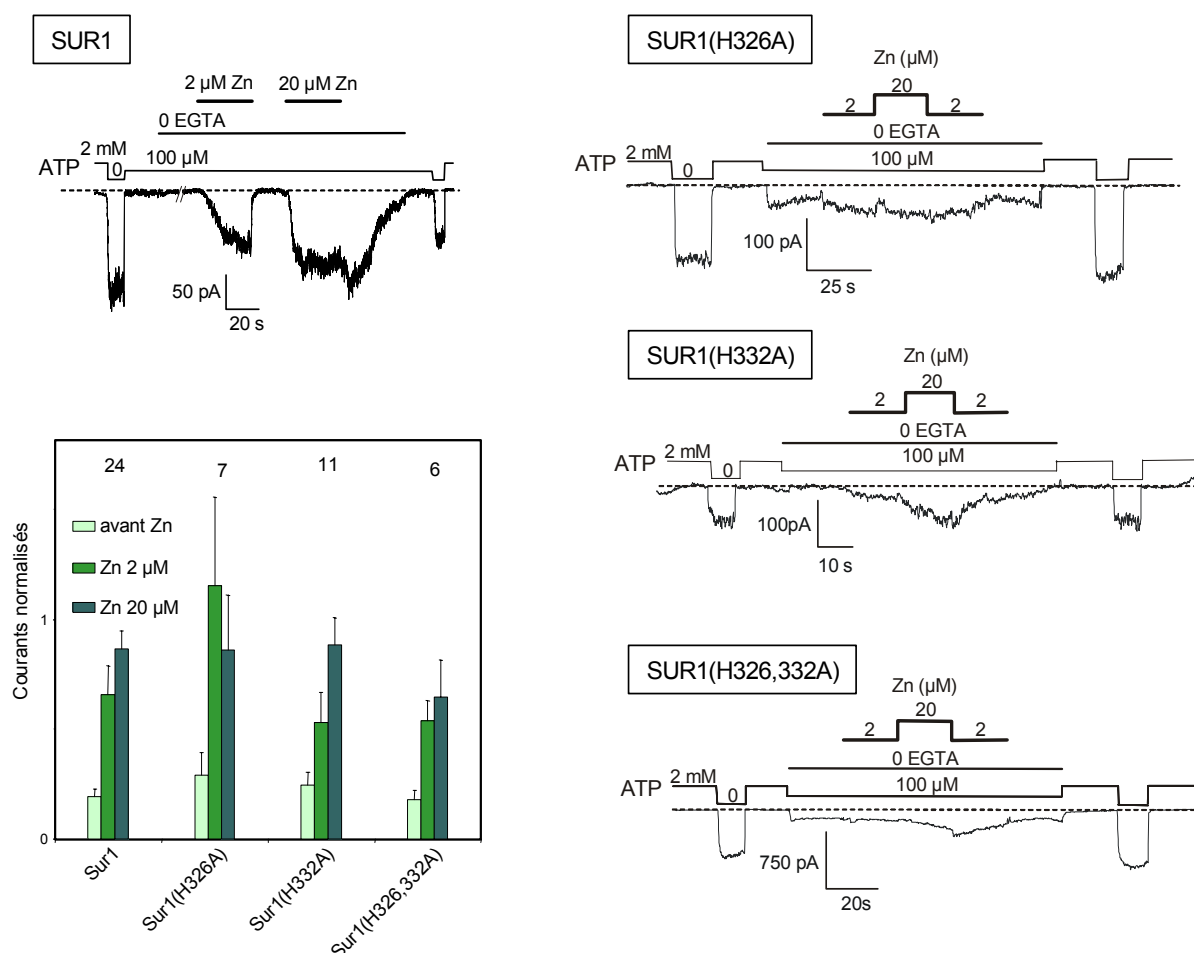 SUR1
2 µM Zn 20 µM Zn
0 EGTA
2 mM
ATP 0 100 µM
50 pA
20 s
SUR1(H326A)
Zn (µM)
20
2 2
0 EGTA
ATP 2 mM 0 100 µM
100 pA
25 s
SUR1(H332A)
Zn (µM)
20
2 2
0 EGTA
ATP 2 mM 0 100 µM
100pA
10 s
SUR1(H326,332A)
Zn (µM)
20
2 2
0 EGTA
ATP 2 mM 0 100 µM
750 pA
20s
24 7 11 6
avant Zn
Zn 2 µM
Zn 20 µM
Courants normalisés
1
0
Sur1
Sur1(H326A)
Sur1(H332A)
Sur1(H326,332A)